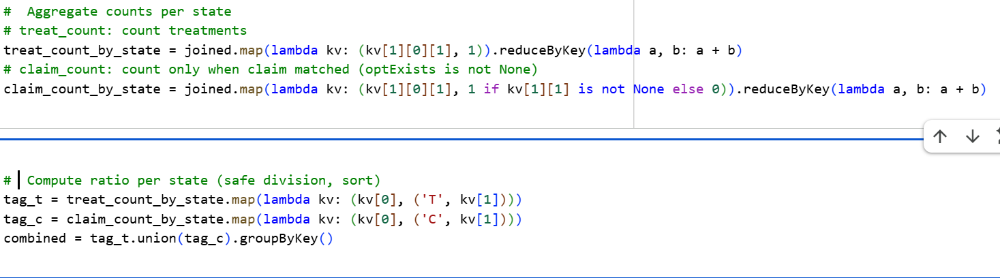 #  Aggregate counts per state
# treat_count: count treatments
treat_count_by_state = joined.map(lambda kv: (kv[1][0][1], 1)).reduceByKey(lambda a, b: a + b)
# claim_count: count only when claim matched (optExists is not None)
claim_count_by_state = joined.map(lambda kv: (kv[1][0][1], 1 if kv[1][1] is not None else 0)).reduceByKey(lambda a, b: a + b)
#  Compute ratio per state (safe division, sort)
tag_t = treat_count_by_state.map(lambda kv: (kv[0], ('T', kv[1])))
tag_c = claim_count_by_state.map(lambda kv: (kv[0], ('C', kv[1])))
combined = tag_t.union(tag_c).groupByKey()